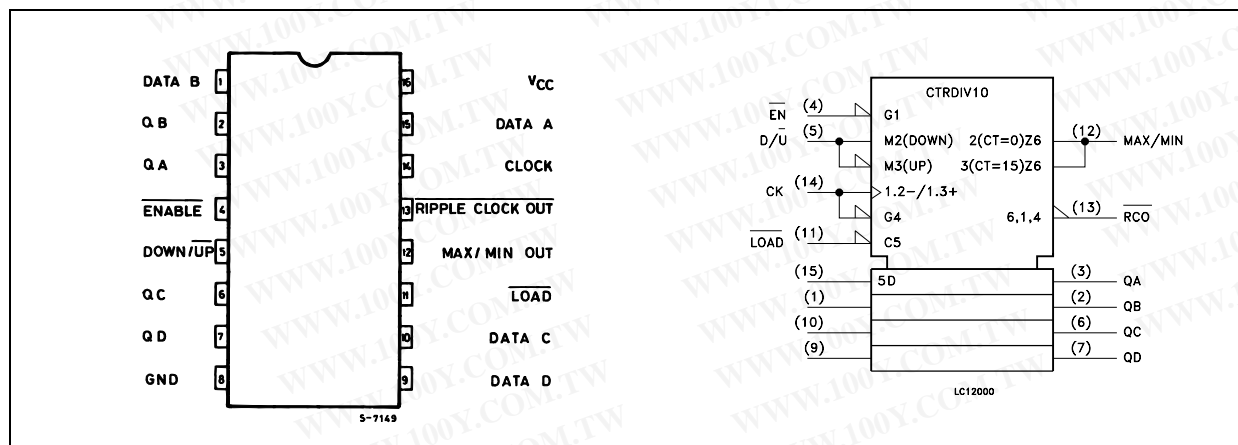 DATA B 1 16 VCC
QB 2 15 DATA A
QA 3 14 CLOCK
ENABLE 4 13 RIPPLE CLOCK OUT
DOWN/UP 5 12 MAX/MIN OUT
QC 6 11 LOAD
QD 7 10 DATA C
GND 8 9 DATA D
S-7149
CTRDIV10
EN (4) G1
D/U (5) M2(DOWN) 2(CT=0)Z6 (12) MAX/MIN
M3(UP) 3(CT=15)Z6
CK (14) 1.2-/1.3+
G4 6,1,4 (13) RCO
LOAD (11) C5
(15) 5D (3) QA
(1) (2) QB
(10) (6) QC
(9) (7) QD
LC12000
WWW.100Y.COM.TW